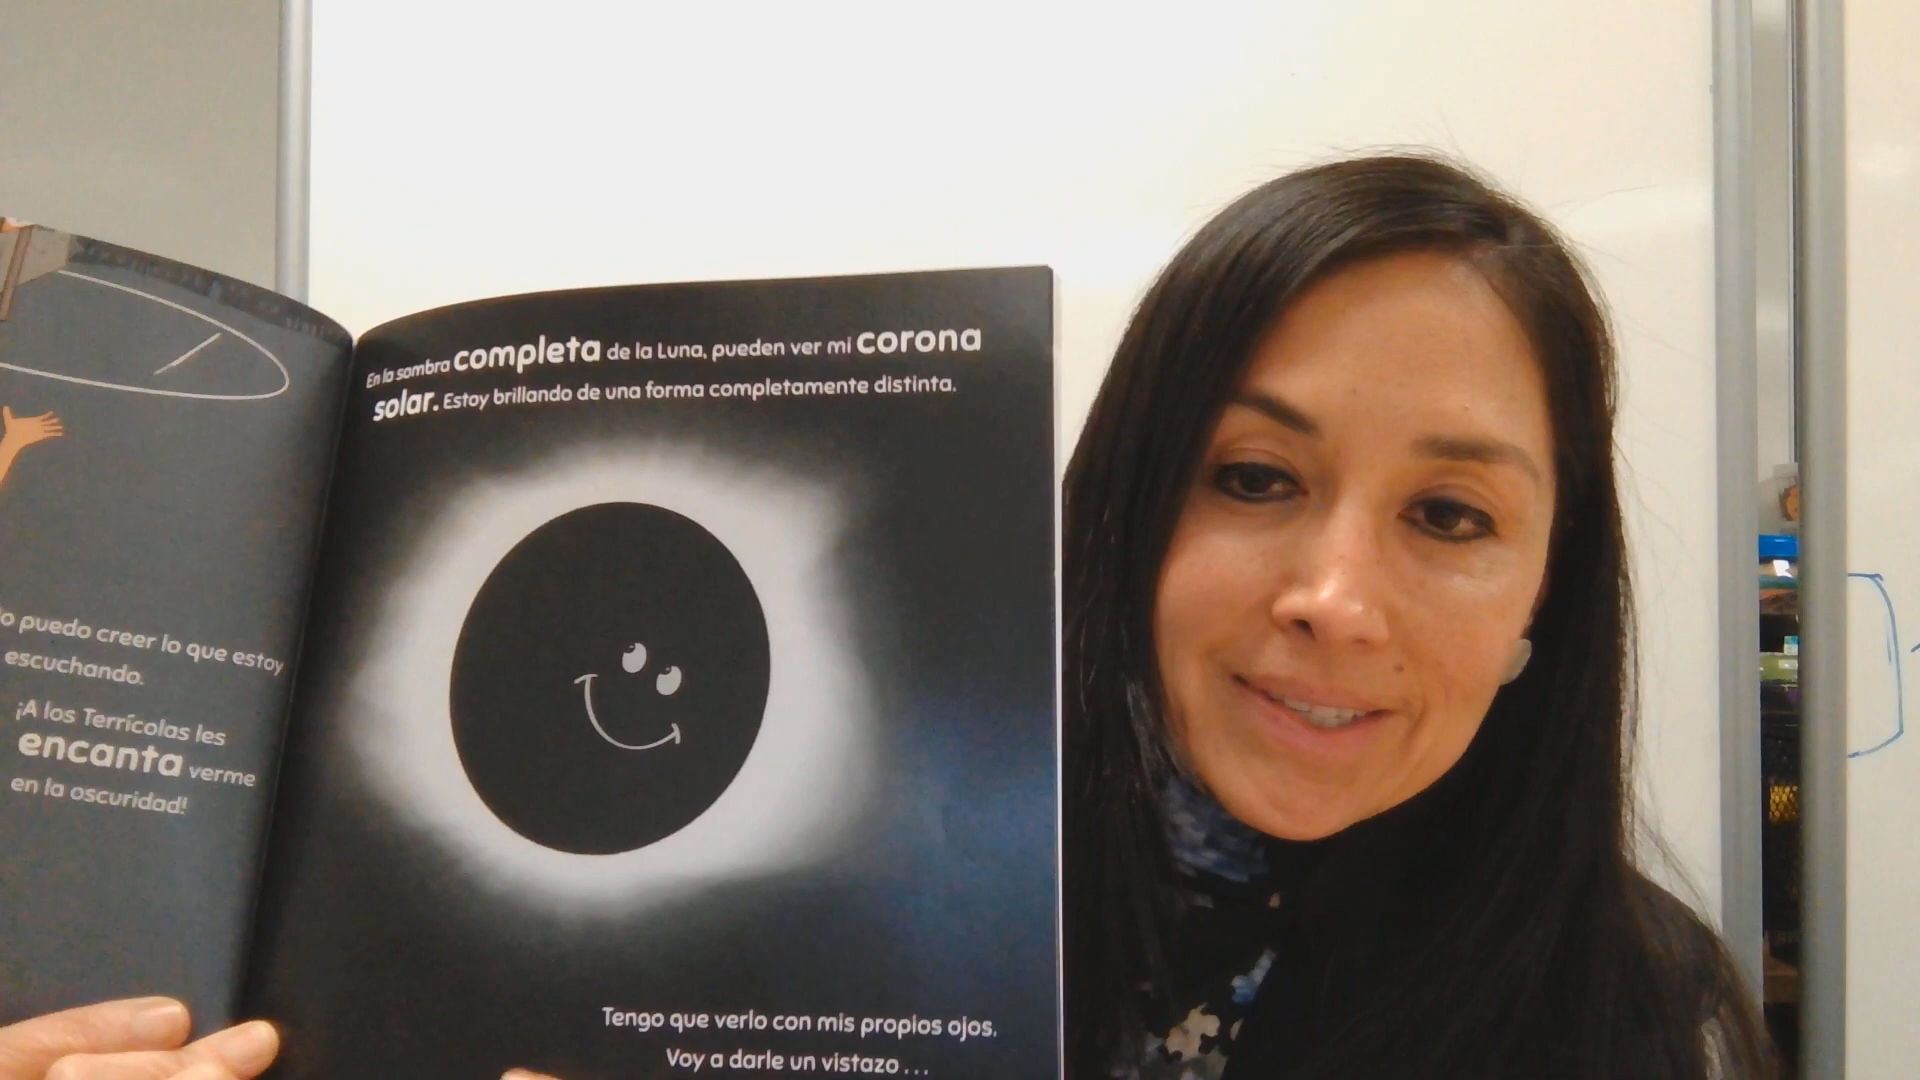 puedo creer lo que estoy
escuchando.
¡A los Terrícolas les
encanta verme
en la oscuridad!
En la sombra completa de la Luna, pueden ver mi corona
solar. Estoy brillando de una forma completamente distinta.
Tengo que verlo con mis propios ojos.
Voy a darle un vistazo...